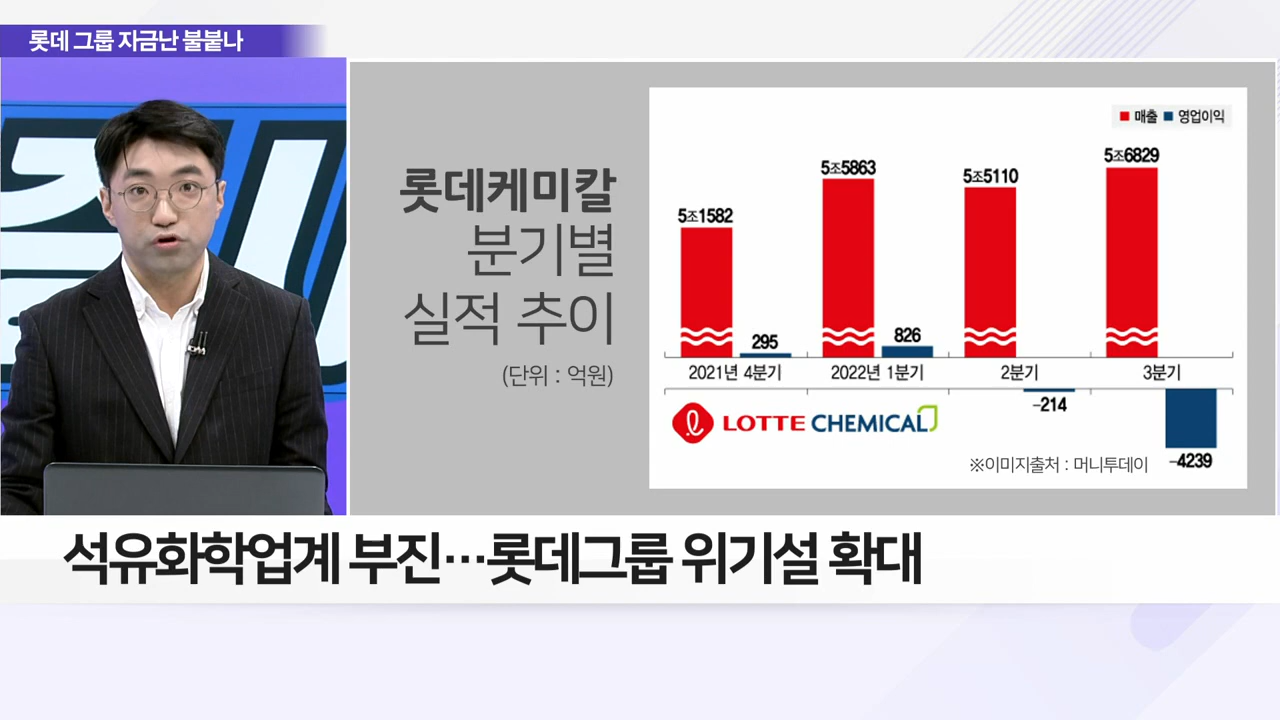 롯데 그룹 자금난 불붙나
롯데케미칼
분기별
실적 추이
(단위 : 억원)
매출 영업이익
5조1582
5조5863
5조5110
5조6829
295
826
2021년 4분기
2022년 1분기
2분기
3분기
-214
-4239
LOTTE CHEMICAL
※이미지출처 : 머니투데이
석유화학업계 부진…롯데그룹 위기설 확대